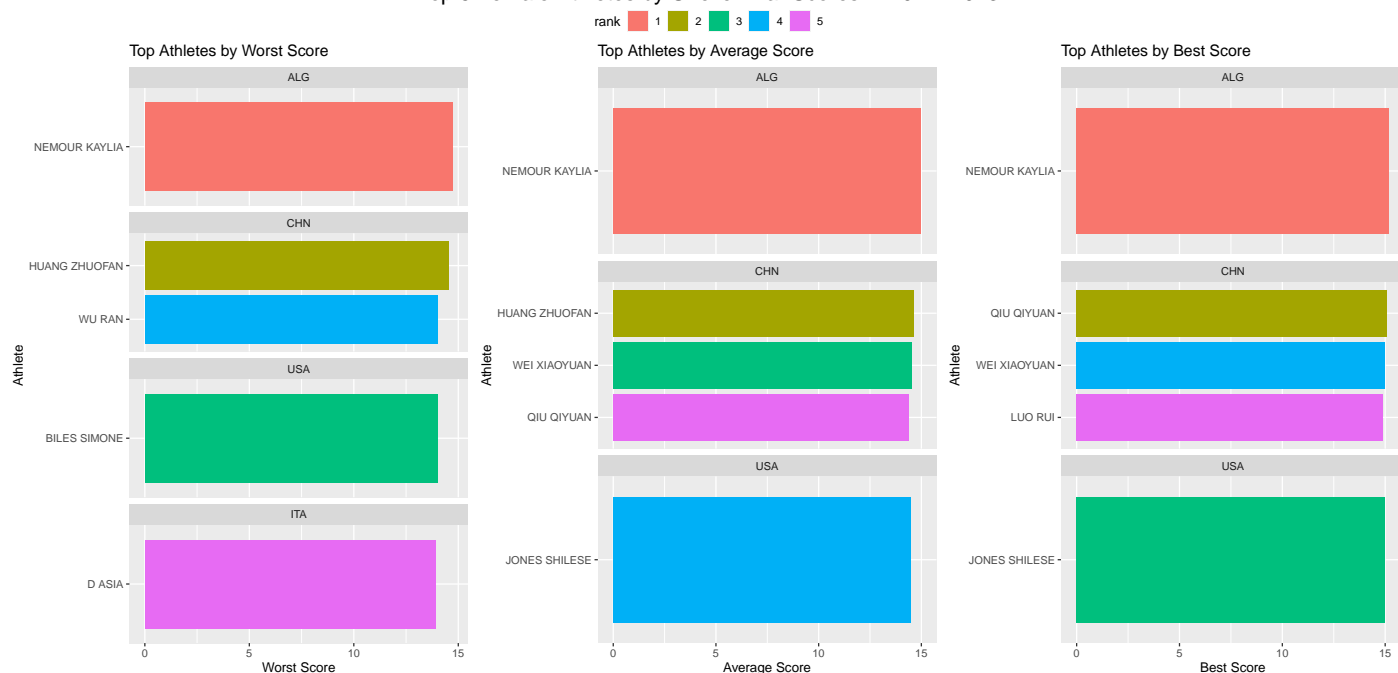 rank 1 2 3 4 5
Top Athletes by Worst Score
ALG
NEMOUR KAYLIA
CHN
HUANG ZHUOFAN
WU RAN
USA
BILES SIMONE
ITA
D ASIA
Athlete
0 5 10 15
Worst Score
Top Athletes by Average Score
ALG
NEMOUR KAYLIA
CHN
HUANG ZHUOFAN
WEI XIAOYUAN
QIU QIYUAN
USA
JONES SHILESE
Athlete
0 5 10 15
Average Score
Top Athletes by Best Score
ALG
NEMOUR KAYLIA
CHN
QIU QIYUAN
WEI XIAOYUAN
LUO RUI
USA
JONES SHILESE
Athlete
0 5 10 15
Best Score